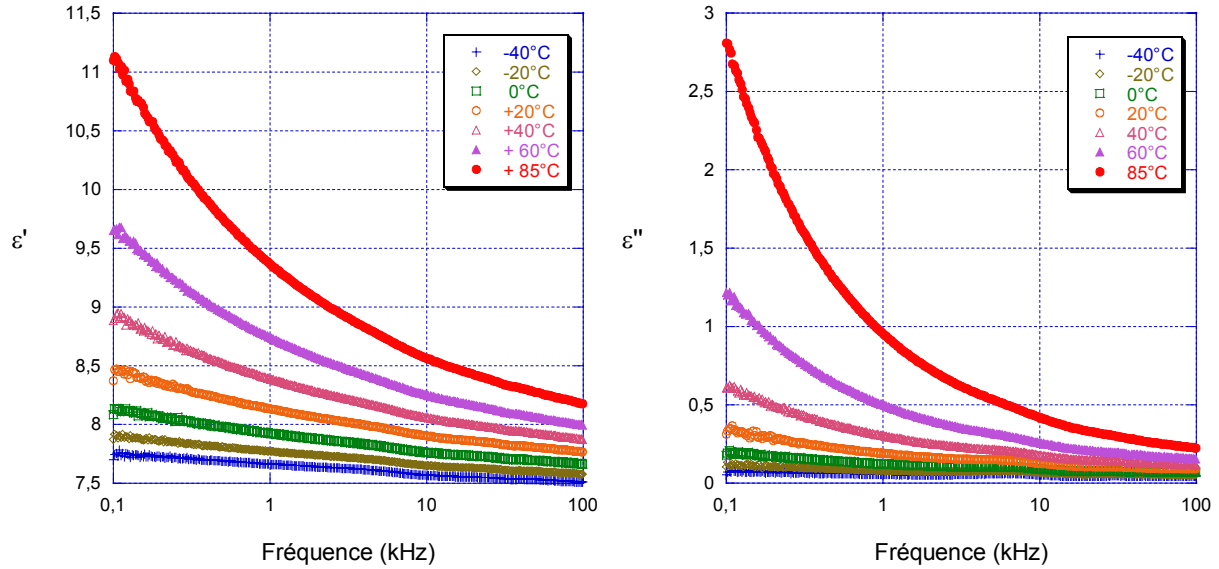 11,5
11
10,5
10
9,5
9
8,5
8
7,5
ε'
0,1 1 10 100
Fréquence (kHz)
-40°C
-20°C
0°C
+20°C
+40°C
+ 60°C
+ 85°C
3
2,5
2
1,5
1
0,5
0
ε"
0,1 1 10 100
Fréquence (kHz)
-40°C
-20°C
0°C
20°C
40°C
60°C
85°C